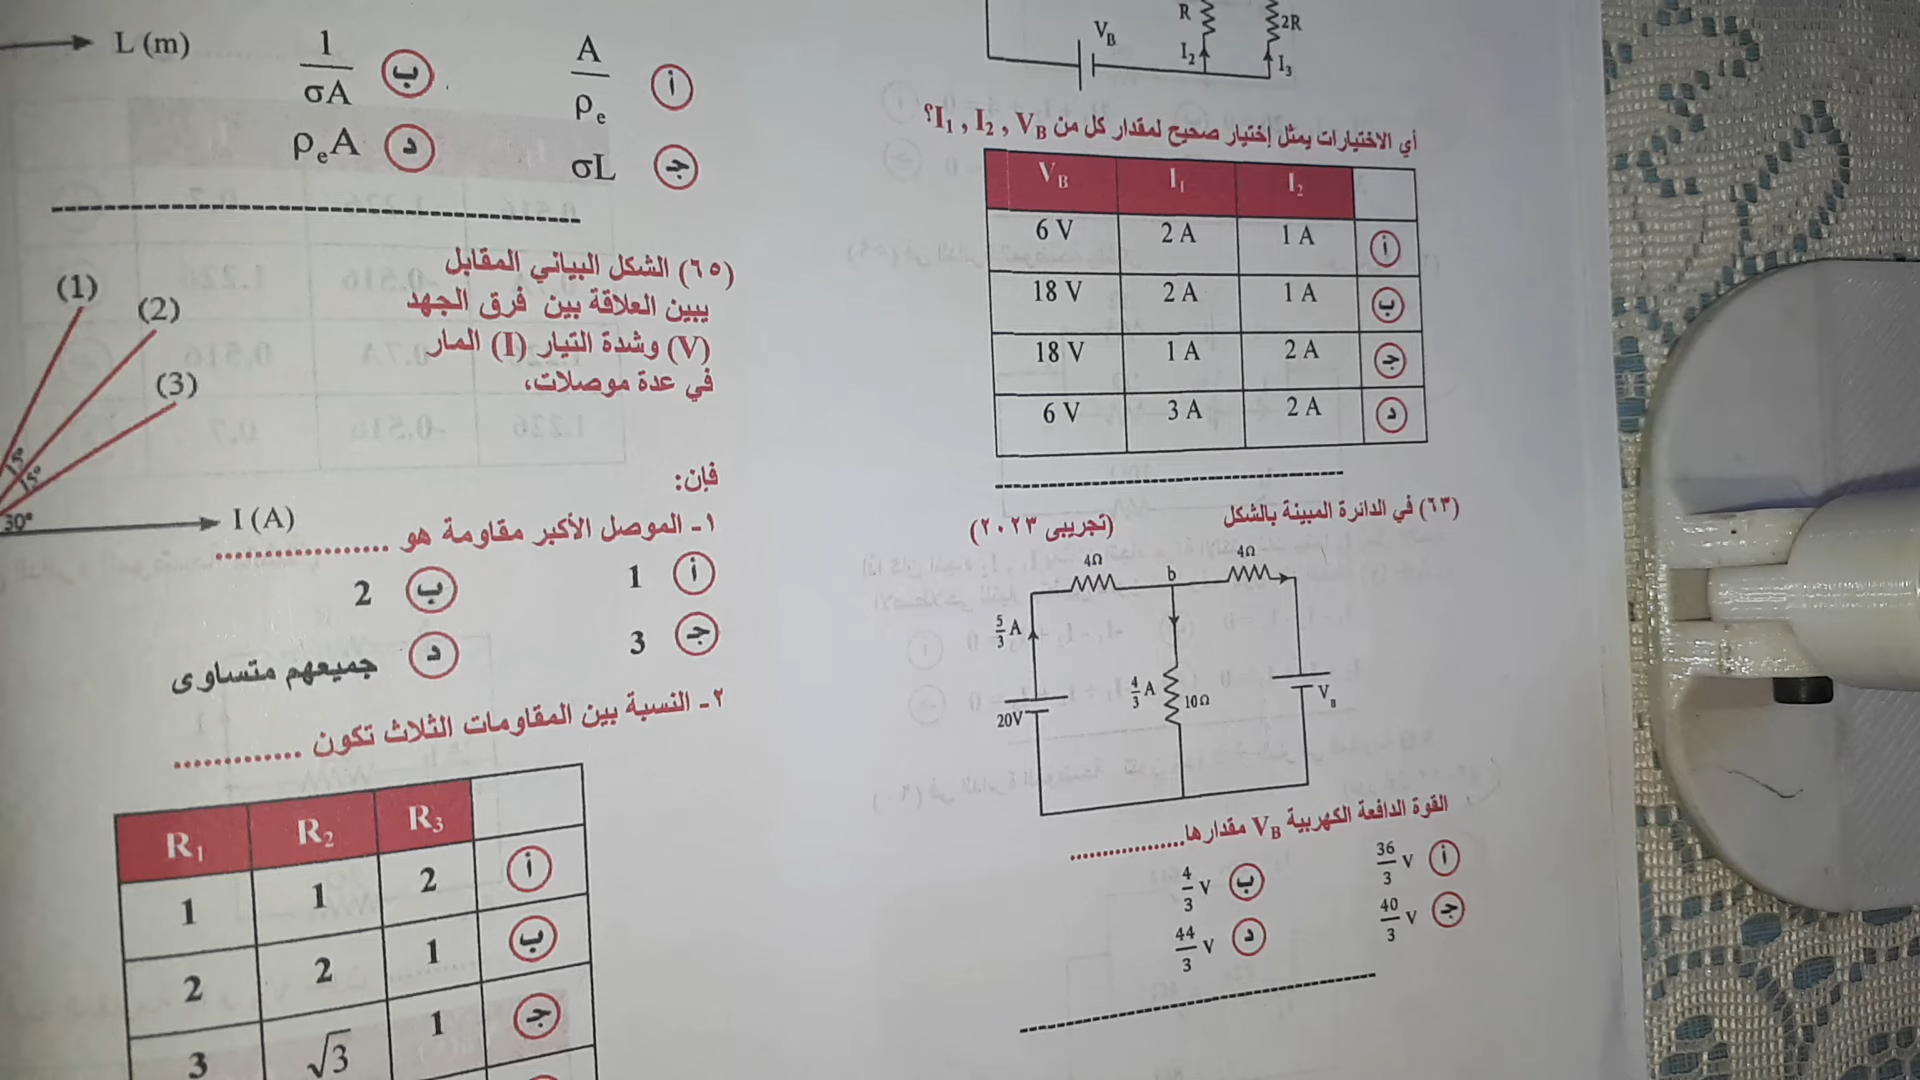 R
2R
V_B
I₂
I₃
أي الاختيارات يمثل إختيار صحيح لمقدار كل من I₁ , I₂ , V_B؟
V_B I₁ I₂
6 V 2 A 1 A أ
18 V 2 A 1 A ب
18 V 1 A 2 A ج
6 V 3 A 2 A د
(٦٣) في الدائرة المبينة بالشكل (تجريبى ٢٠٢٣)
4Ω
b
4Ω
5/3 A
4/3 A
10Ω
20V
V_B
القوة الدافعة الكهربية V_B مقدارها..................
أ 36/3 V
ب 4/3 V
ج 40/3 V
د 44/3 V
L (m)
أ A/ρₑ
ب 1/σA
ج σL
د ρₑA
(٦٥) الشكل البياني المقابل
يبين العلاقة بين فرق الجهد
(V) وشدة التيار (I) المار
في عدة موصلات،
(1)
(2)
(3)
15°
15°
30°
I (A)
فإن:
١- الموصل الأكبر مقاومة هو ..................
أ 1
ب 2
ج 3
د جميعهم متساوى
٢- النسبة بين المقاومات الثلاث تكون .............
R₁ R₂ R₃
1 1 2 أ
2 2 1 ب
3 √3 1 ج